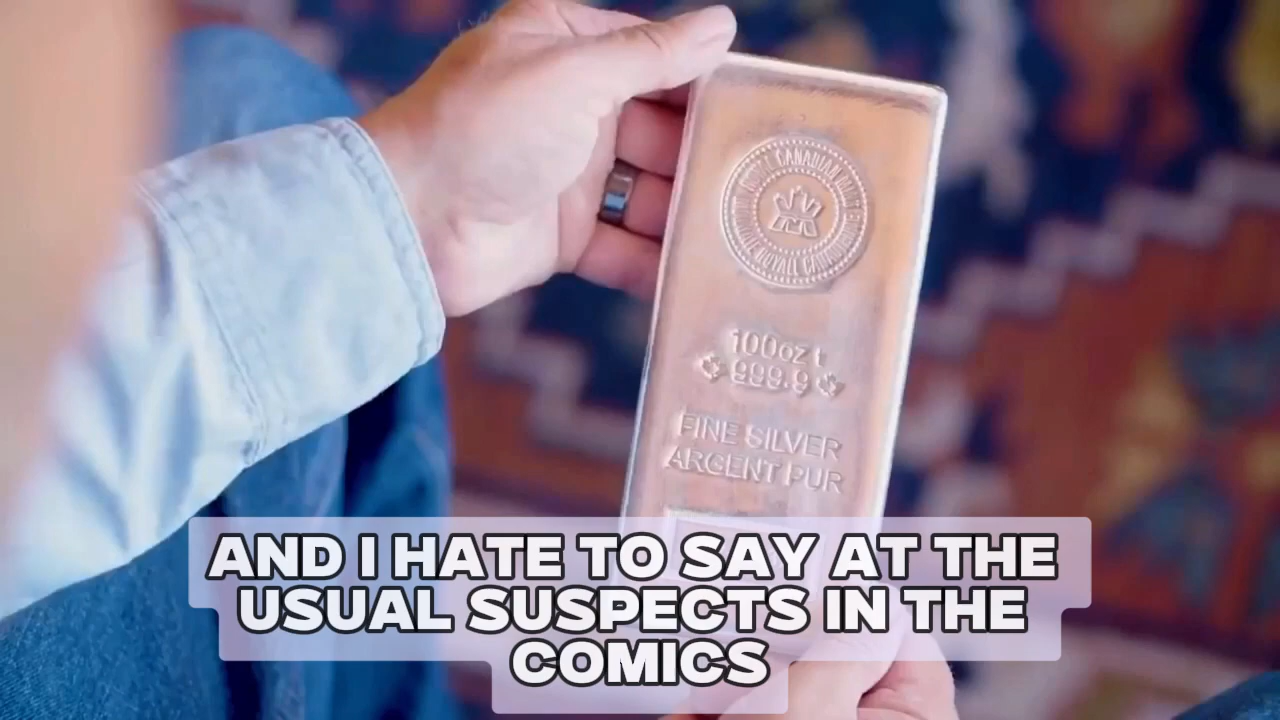 100oz t
999.9
FINE SILVER
ARGENT PUR
AND I HATE TO SAY AT THE
USUAL SUSPECTS IN THE
COMICS